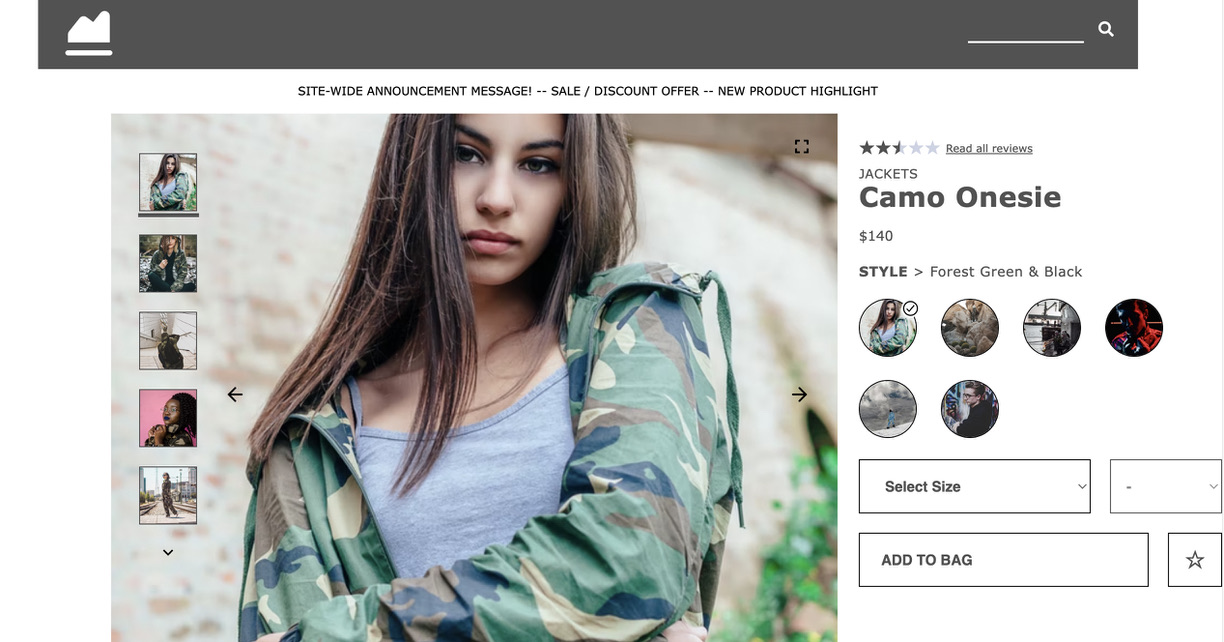 SITE-WIDE ANNOUNCEMENT MESSAGE! -- SALE / DISCOUNT OFFER -- NEW PRODUCT HIGHLIGHT
Read all reviews
JACKETS
Camo Onesie
$140
STYLE > Forest Green & Black
Select Size
-
ADD TO BAG